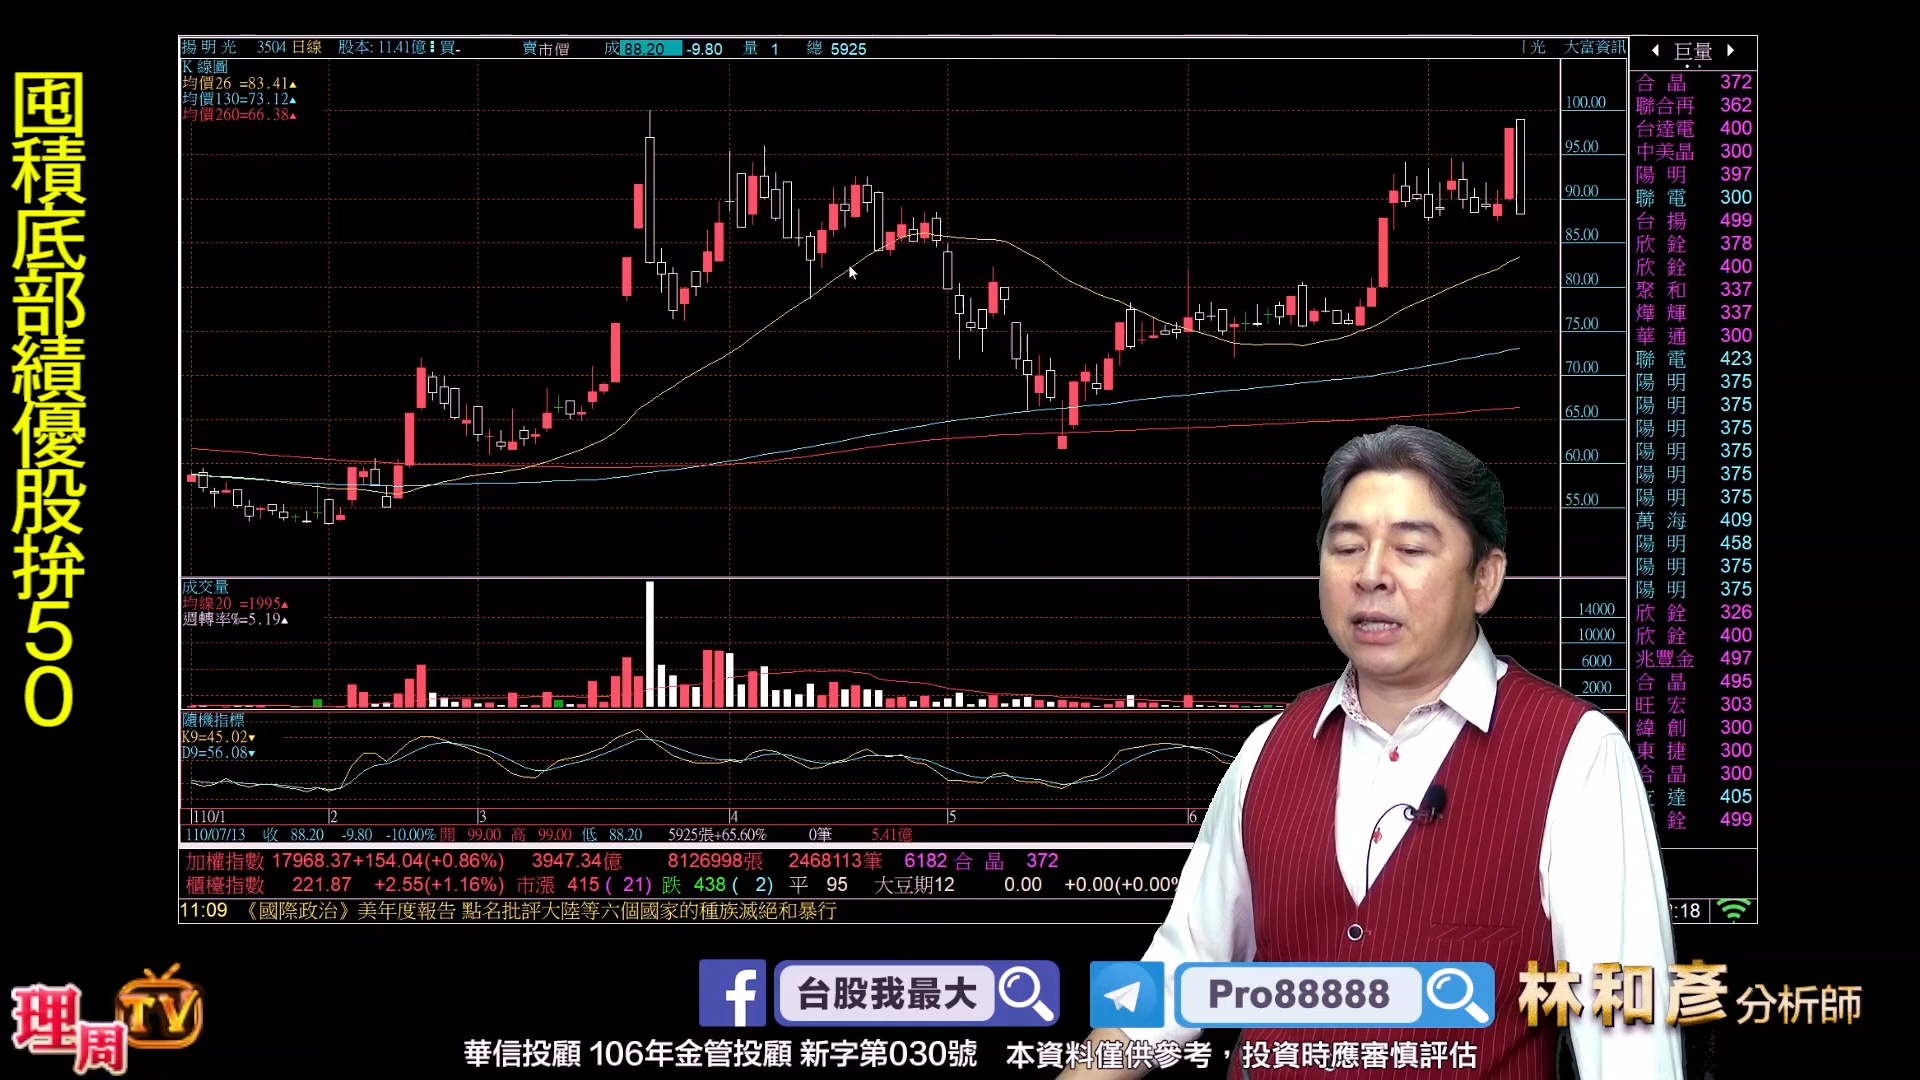 囤積底部績優股拚50
揚明光 3504 日線 股本: 11.41億 買- 賣市價 成 88.20 -9.80 量 1 總 5925 光 大富資訊
K 線圖
均價26 =83.41▲
均價130=73.12▲
均價260=66.38▲
100.00
95.00
90.00
85.00
80.00
75.00
70.00
65.00
60.00
55.00
成交量
均線20 =1995▲
週轉率%=5.19▲
14000
10000
6000
2000
隨機指標
K9=45.02▼
D9=56.08▼
110/1 2 3 4 5 6
110/07/13 收 88.20 -9.80 -10.00% 開 99.00 高 99.00 低 88.20 5925張+65.60% 0筆 5.41億
加權指數 17968.37+154.04(+0.86%) 3947.34億 8126998張 2468113筆 6182 合晶 372
櫃檯指數 221.87 +2.55(+1.16%) 市漲 415 ( 21) 跌 438 ( 2) 平 95 大豆期12 0.00 +0.00(+0.00%
11:09 《國際政治》美年度報告 點名批評大陸等六個國家的種族滅絕和暴行
:18
巨量
合晶 372
聯合再 362
台達電 400
中美晶 300
陽明 397
聯電 300
台揚 499
欣銓 378
欣銓 400
聚和 337
燁輝 337
華通 300
聯電 423
陽明 375
陽明 375
陽明 375
陽明 375
陽明 375
陽明 375
萬海 409
陽明 458
陽明 375
陽明 375
欣銓 326
欣銓 400
兆豐金 497
合晶 495
旺宏 303
緯創 300
東捷 300
合晶 300
達 405
銓 499
理周TV
台股我最大
Pro88888
林和彥 分析師
華信投顧 106年金管投顧 新字第030號 本資料僅供參考,投資時應審慎評估